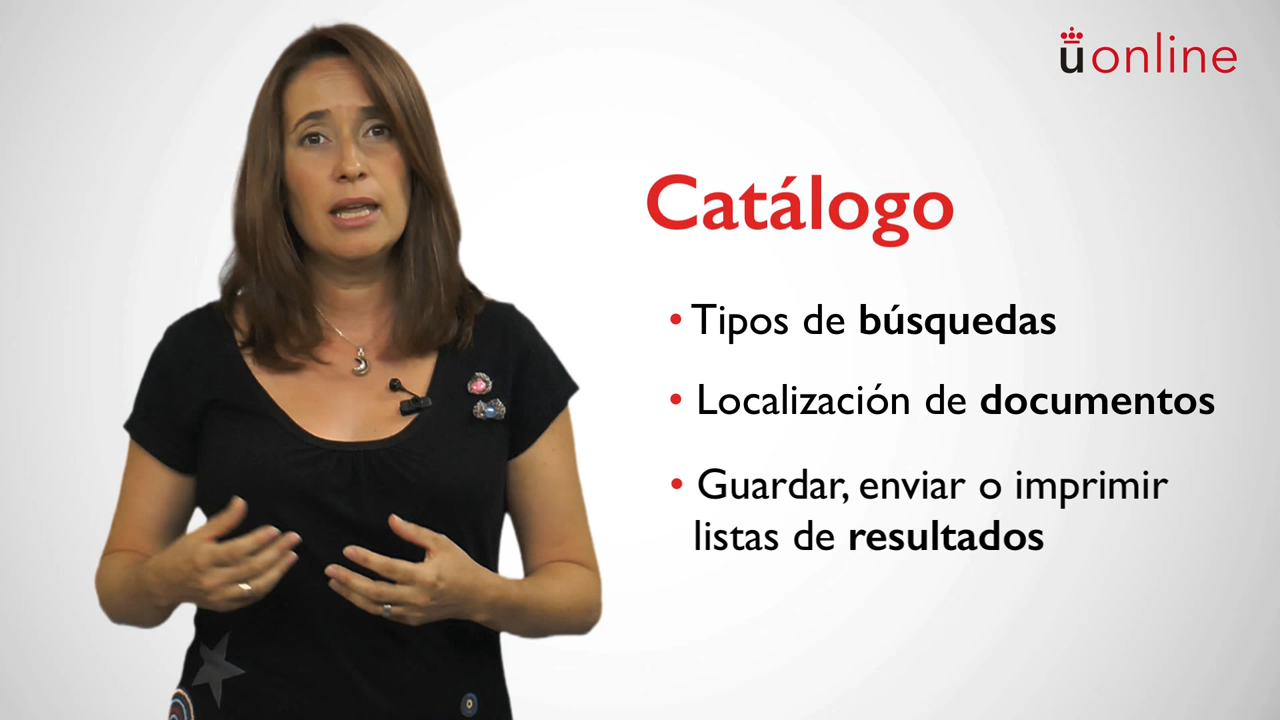 uonline
Catálogo
• Tipos de búsquedas
• Localización de documentos
• Guardar, enviar o imprimir
listas de resultados